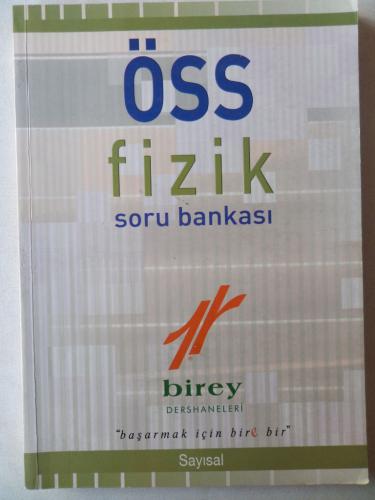 ÖSS
fizik
soru bankası
birey
DERSHANELERİ
"başarmak için bire bir"
Sayısal